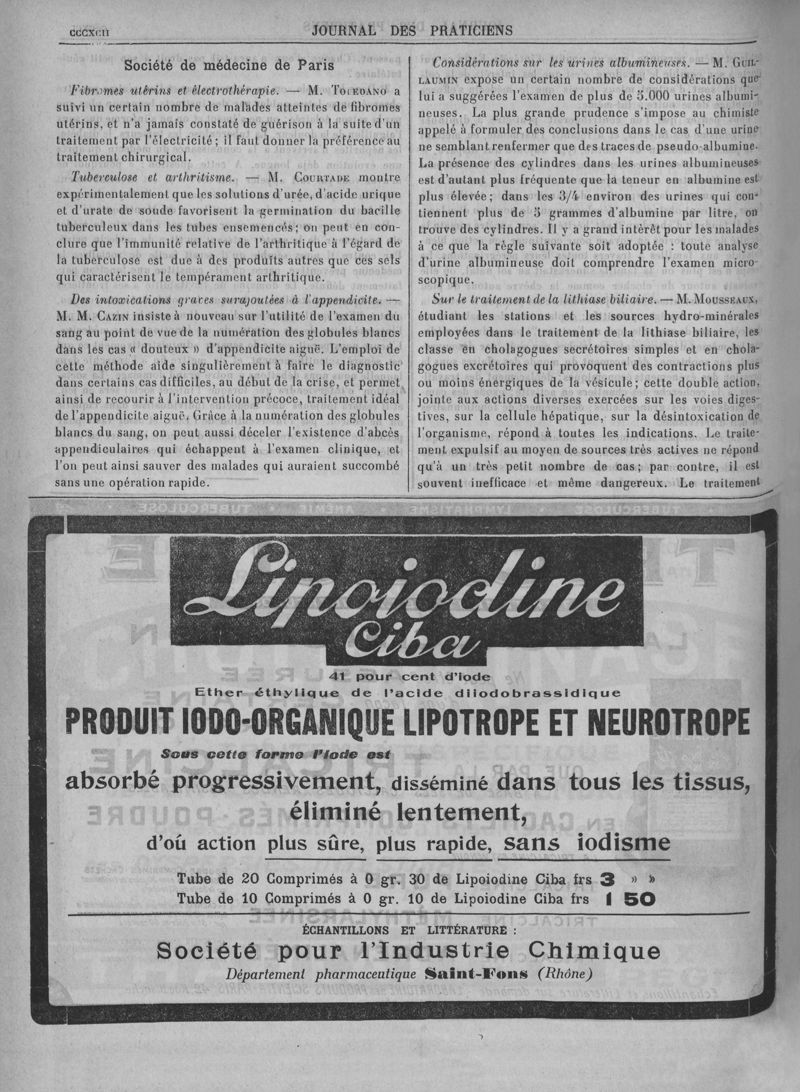 CCCXCII
JOURNAL DES PRATICIENS
Société de médecine de Paris
Fibromes utérins et électrothérapie. — M. TOLEDANO a
suivi un certain nombre de malades atteintes de fibromes
utérins, et n'a jamais constaté de guérison à la suite d'un
traitement par l'électricité ; il faut donner la préférence au
traitement chirurgical.
Tuberculose et arthritisme. — M. COURTADE montre
expérimentalement que les solutions d'urée, d'acide urique
et d'urate de soude favorisent la germination du bacille
tuberculeux dans les tubes ensemencés ; on peut en con-
clure que l'immunité relative de l'arthritique à l'égard de
la tuberculose est due à des produits autres que ces sels
qui caractérisent le tempérament arthritique.
Des intoxications graves surajoutées à l'appendicite. —
M. M. CAZIN insiste à nouveau sur l'utilité de l'examen du
sang au point de vue de la numération des globules blancs
dans les cas « douteux » d'appendicite aiguë. L'emploi de
cette méthode aide singulièrement à faire le diagnostic
dans certains cas difficiles, au début de la crise, et permet
ainsi de recourir à l'intervention précoce, traitement idéal
de l'appendicite aiguë. Grâce à la numération des globules
blancs du sang, on peut aussi déceler l'existence d'abcès
appendiculaires qui échappent à l'examen clinique, et
l'on peut ainsi sauver des malades qui auraient succombé
sans une opération rapide.
Considérations sur les urines albumineuses. — M. GUIL-
LAUMIN expose un certain nombre de considérations que
lui a suggérées l'examen de plus de 5.000 urines albumi-
neuses. La plus grande prudence s'impose au chimiste
appelé à formuler des conclusions dans le cas d'une urine
ne semblant renfermer que des traces de pseudo-albumine.
La présence des cylindres dans les urines albumineuses
est d'autant plus fréquente que la teneur en albumine est
plus élevée ; dans les 3/4 environ des urines qui con-
tiennent plus de 5 grammes d'albumine par litre, on
trouve des cylindres. Il y a grand intérêt pour les malades
à ce que la règle suivante soit adoptée : toute analyse
d'urine albumineuse doit comprendre l'examen micro-
scopique.
Sur le traitement de la lithiase biliaire. — M. MOUSSEAUX,
étudiant les stations et les sources hydro-minérales
employées dans le traitement de la lithiase biliaire, les
classe en cholagogues secrétoires simples et en chola-
gogues excrétoires qui provoquent des contractions plus
ou moins énergiques de la vésicule ; cette double action,
jointe aux actions diverses exercées sur les voies diges-
tives, sur la cellule hépatique, sur la désintoxication de
l'organisme, répond à toutes les indications. Le traite-
ment expulsif au moyen de sources très actives ne répond
qu'à un très petit nombre de cas ; par contre, il est
souvent inefficace et même dangereux. Le traitement
Lipoiodine
Ciba
41 pour cent d'Iode
Ether éthylique de l'acide diiodobrassidique
PRODUIT IODO-ORGANIQUE LIPOTROPE ET NEUROTROPE
Sous cette forme l'Iode est
absorbé progressivement, disséminé dans tous les tissus,
éliminé lentement,
d'où action plus sûre, plus rapide, sans iodisme
Tube de 20 Comprimés à 0 gr. 30 de Lipoiodine Ciba frs 3 » »
Tube de 10 Comprimés à 0 gr. 10 de Lipoiodine Ciba frs 1 50
ÉCHANTILLONS ET LITTÉRATURE :
Société pour l'Industrie Chimique
Département pharmaceutique Saint-Fons (Rhône)